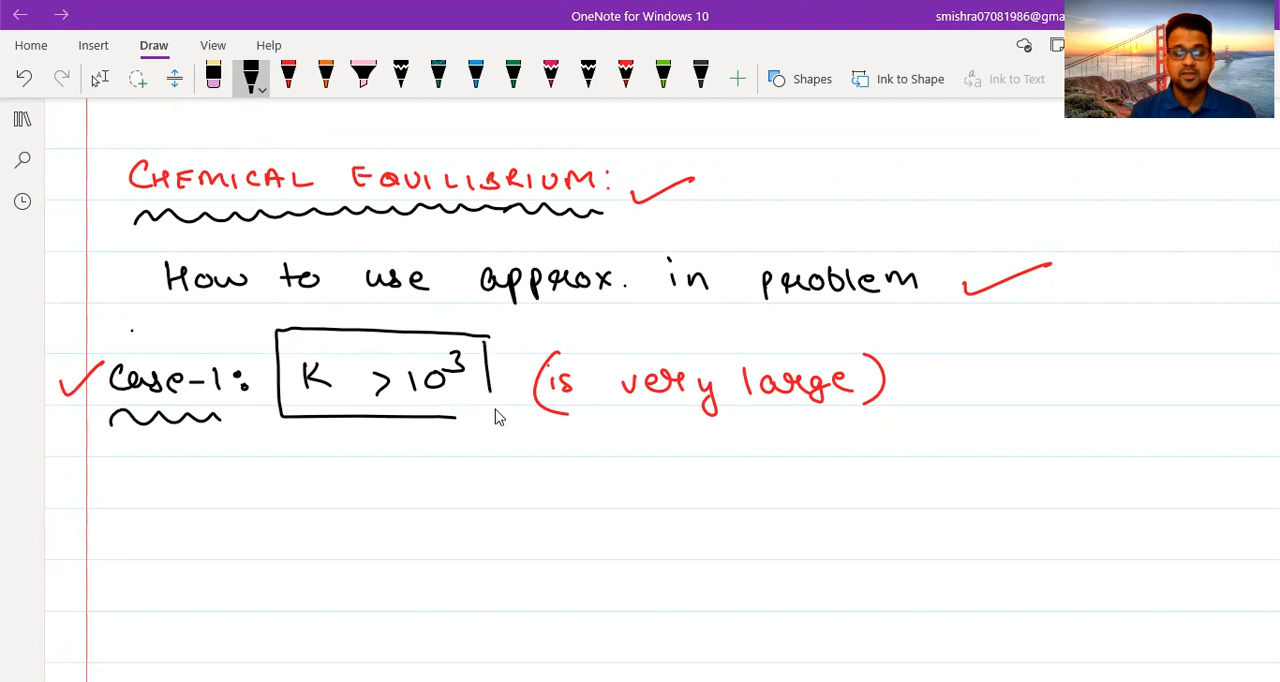 OneNote for Windows 10
smishra07081986@gma
Home Insert Draw View Help
Shapes Ink to Shape Ink to Text
CHEMICAL EQUILIBRIUM:
How to use approx. in problem
Case-1: K > 10³ (is very large)